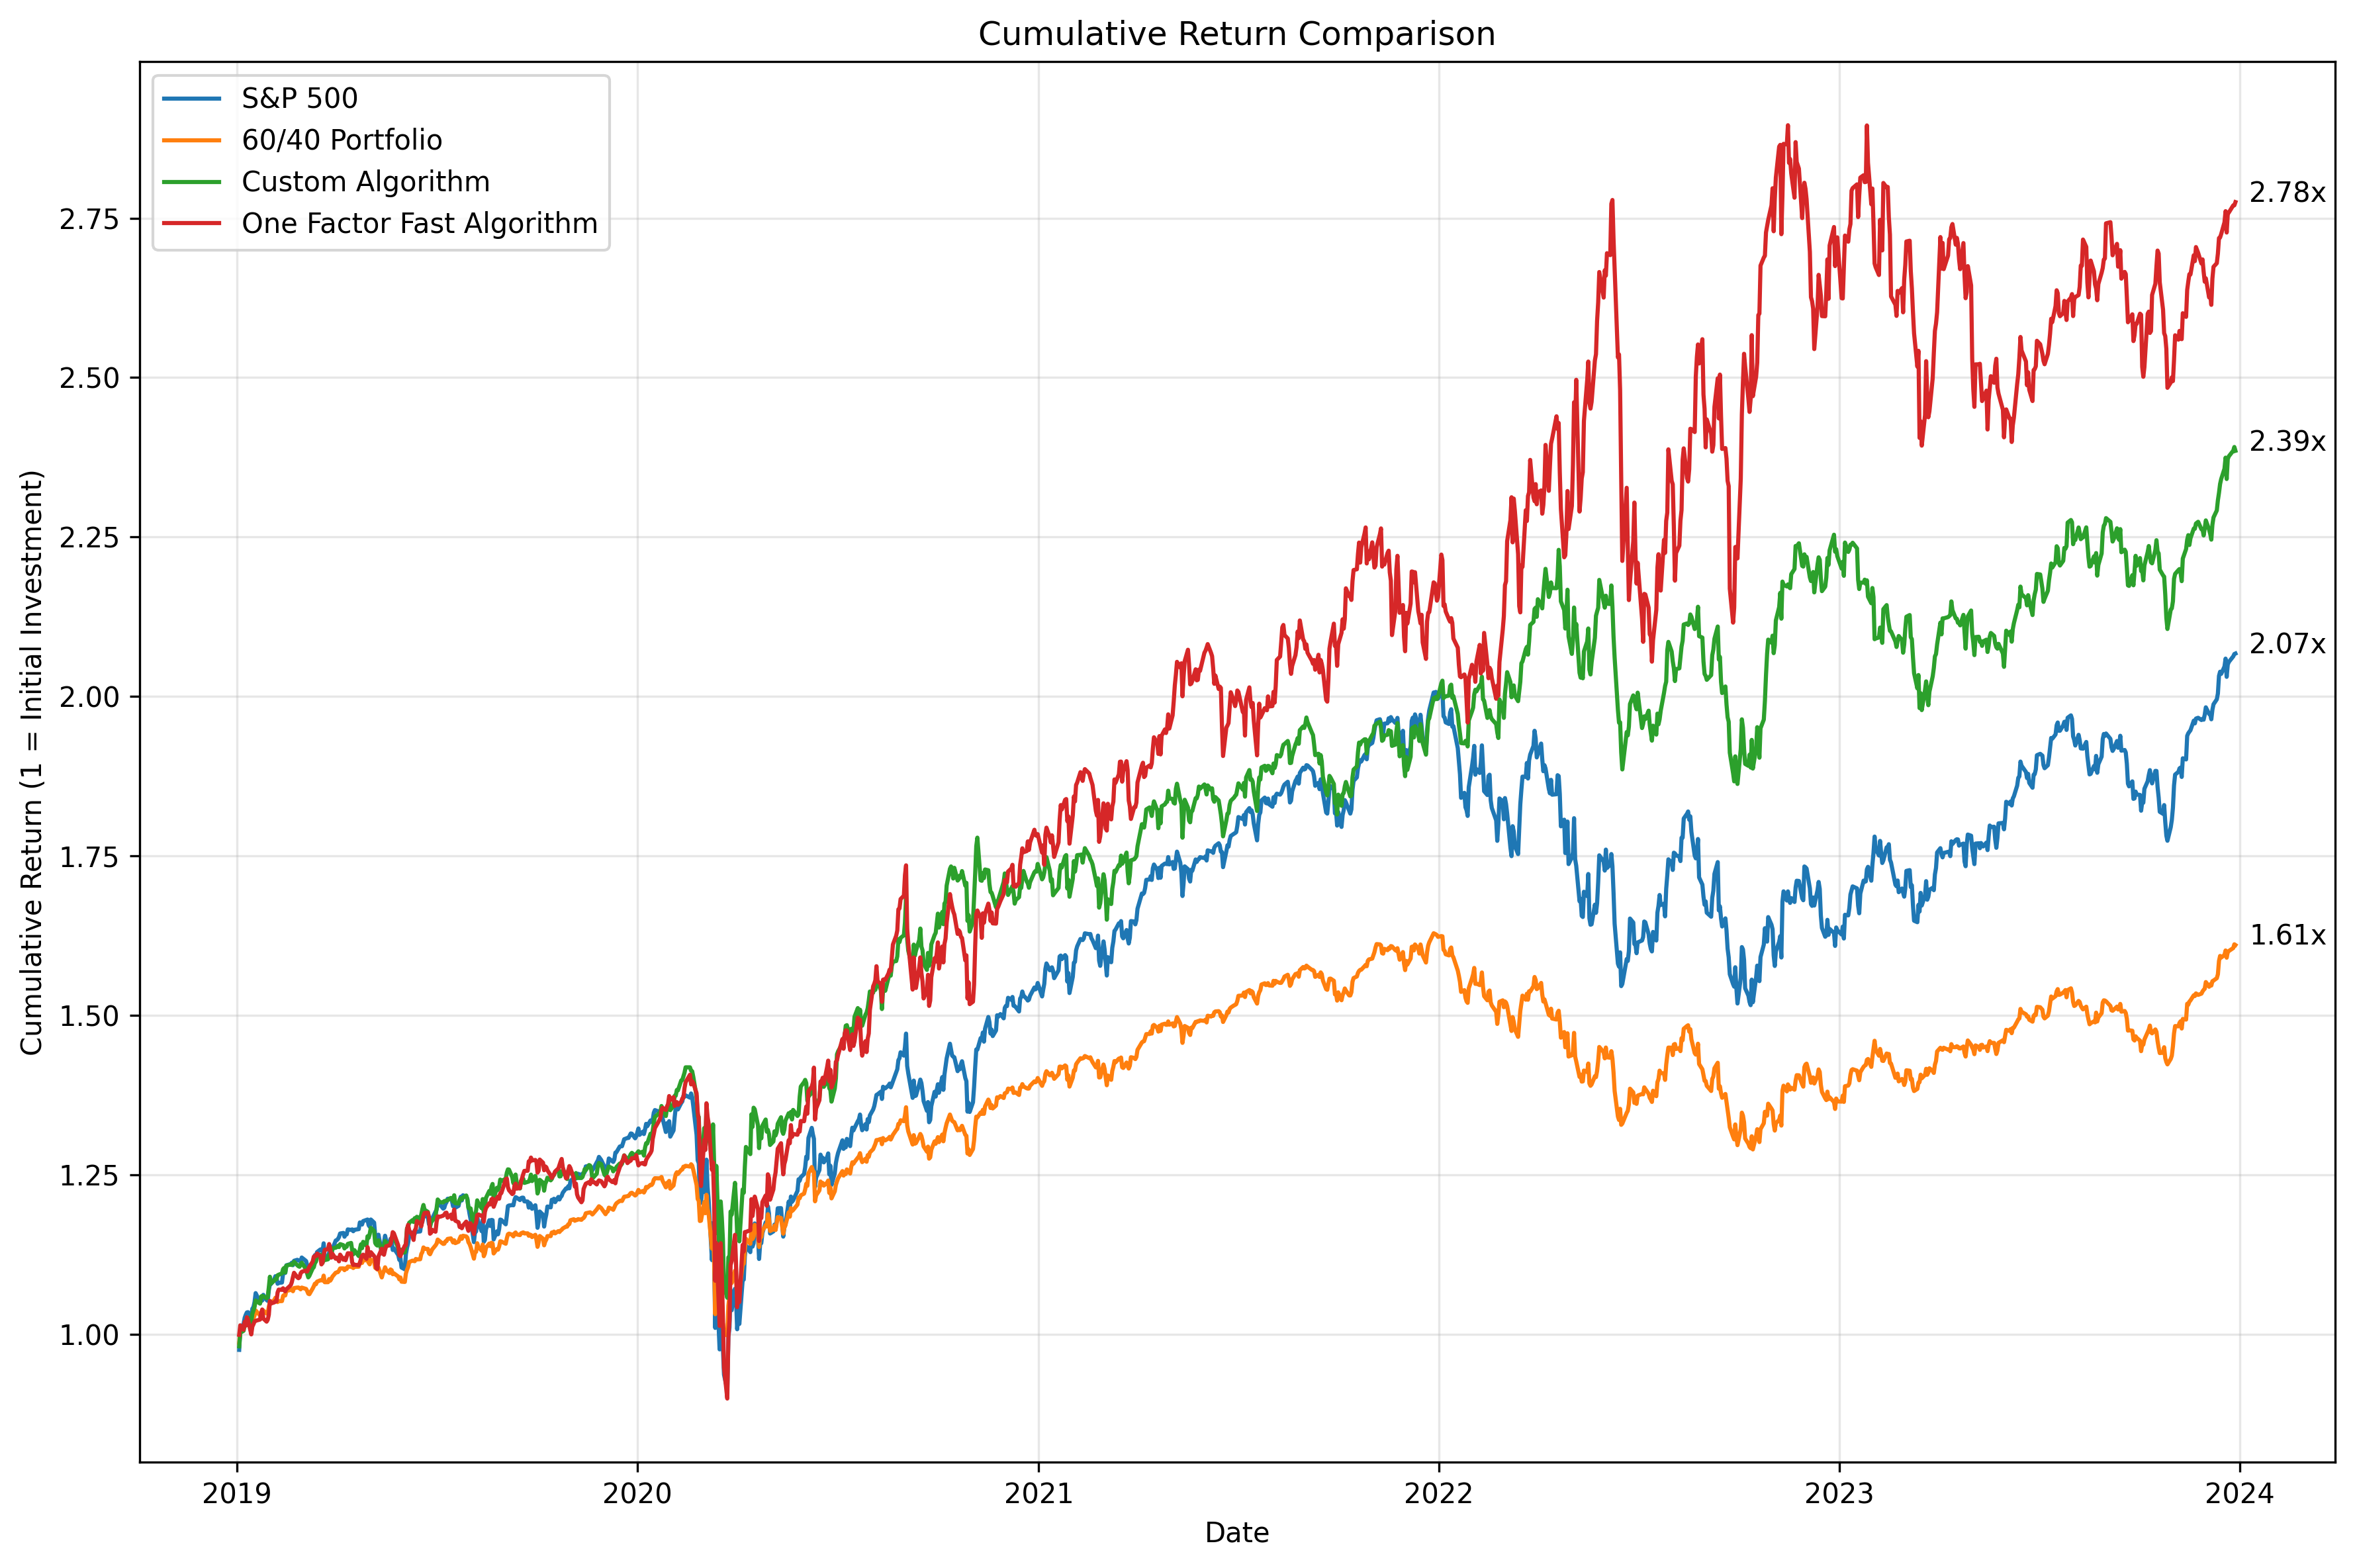 Cumulative Return Comparison
S&P 500
60/40 Portfolio
Custom Algorithm
One Factor Fast Algorithm
Cumulative Return (1 = Initial Investment)
2.75
2.50
2.25
2.00
1.75
1.50
1.25
1.00
2.78x
2.39x
2.07x
1.61x
2019
2020
2021
2022
2023
2024
Date